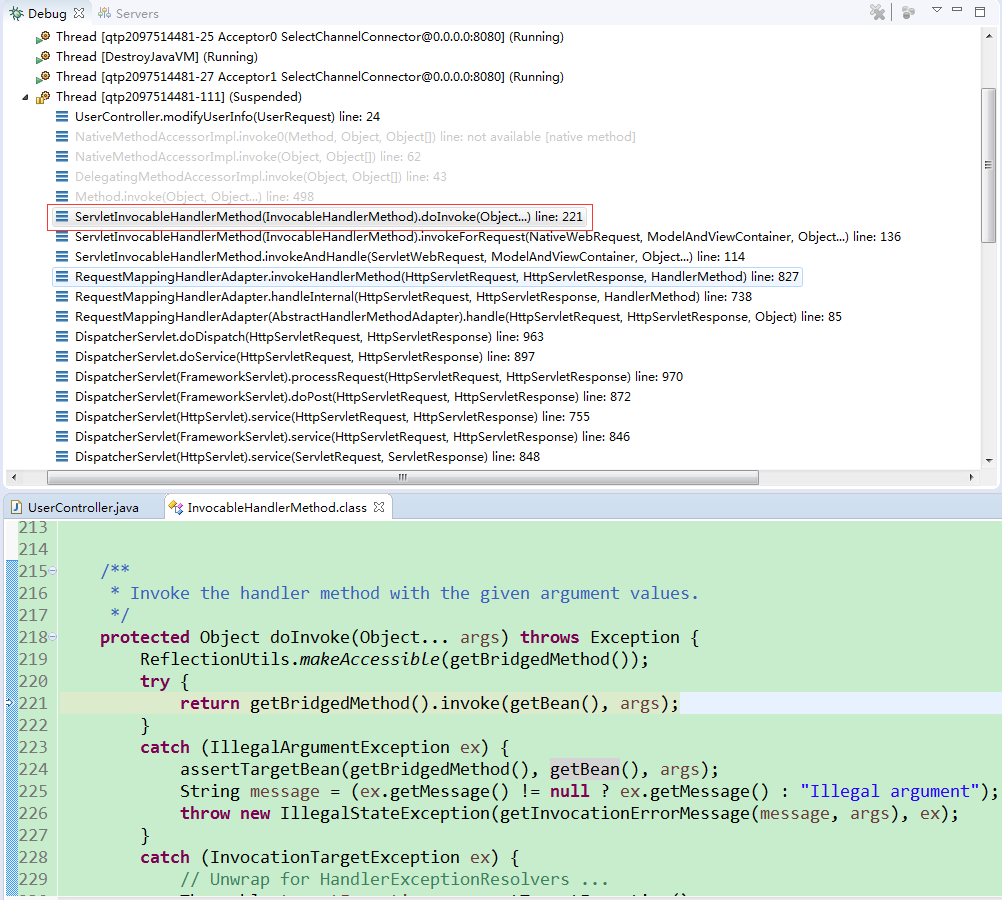 Debug Servers
Thread [qtp2097514481-25 Acceptor0 SelectChannelConnector@0.0.0.0:8080] (Running)
Thread [DestroyJavaVM] (Running)
Thread [qtp2097514481-27 Acceptor1 SelectChannelConnector@0.0.0.0:8080] (Running)
Thread [qtp2097514481-111] (Suspended)
UserController.modifyUserInfo(UserRequest) line: 24
NativeMethodAccessorImpl.invoke0(Method, Object, Object[]) line: not available [native method]
NativeMethodAccessorImpl.invoke(Object, Object[]) line: 62
DelegatingMethodAccessorImpl.invoke(Object, Object[]) line: 43
Method.invoke(Object, Object...) line: 498
ServletInvocableHandlerMethod(InvocableHandlerMethod).doInvoke(Object...) line: 221
ServletInvocableHandlerMethod(InvocableHandlerMethod).invokeForRequest(NativeWebRequest, ModelAndViewContainer, Object...) line: 136
ServletInvocableHandlerMethod.invokeAndHandle(ServletWebRequest, ModelAndViewContainer, Object...) line: 114
RequestMappingHandlerAdapter.invokeHandlerMethod(HttpServletRequest, HttpServletResponse, HandlerMethod) line: 827
RequestMappingHandlerAdapter.handleInternal(HttpServletRequest, HttpServletResponse, HandlerMethod) line: 738
RequestMappingHandlerAdapter(AbstractHandlerMethodAdapter).handle(HttpServletRequest, HttpServletResponse, Object) line: 85
DispatcherServlet.doDispatch(HttpServletRequest, HttpServletResponse) line: 963
DispatcherServlet.doService(HttpServletRequest, HttpServletResponse) line: 897
DispatcherServlet(FrameworkServlet).processRequest(HttpServletRequest, HttpServletResponse) line: 970
DispatcherServlet(FrameworkServlet).doPost(HttpServletRequest, HttpServletResponse) line: 872
DispatcherServlet(HttpServlet).service(HttpServletRequest, HttpServletResponse) line: 755
DispatcherServlet(FrameworkServlet).service(HttpServletRequest, HttpServletResponse) line: 846
DispatcherServlet(HttpServlet).service(ServletRequest, ServletResponse) line: 848
UserController.java InvocableHandlerMethod.class
213
214
215 /**
216 * Invoke the handler method with the given argument values.
217 */
218 protected Object doInvoke(Object... args) throws Exception {
219 ReflectionUtils.makeAccessible(getBridgedMethod());
220 try {
221 return getBridgedMethod().invoke(getBean(), args);
222 }
223 catch (IllegalArgumentException ex) {
224 assertTargetBean(getBridgedMethod(), getBean(), args);
225 String message = (ex.getMessage() != null ? ex.getMessage() : "Illegal argument");
226 throw new IllegalStateException(getInvocationErrorMessage(message, args), ex);
227 }
228 catch (InvocationTargetException ex) {
229 // Unwrap for HandlerExceptionResolvers ...